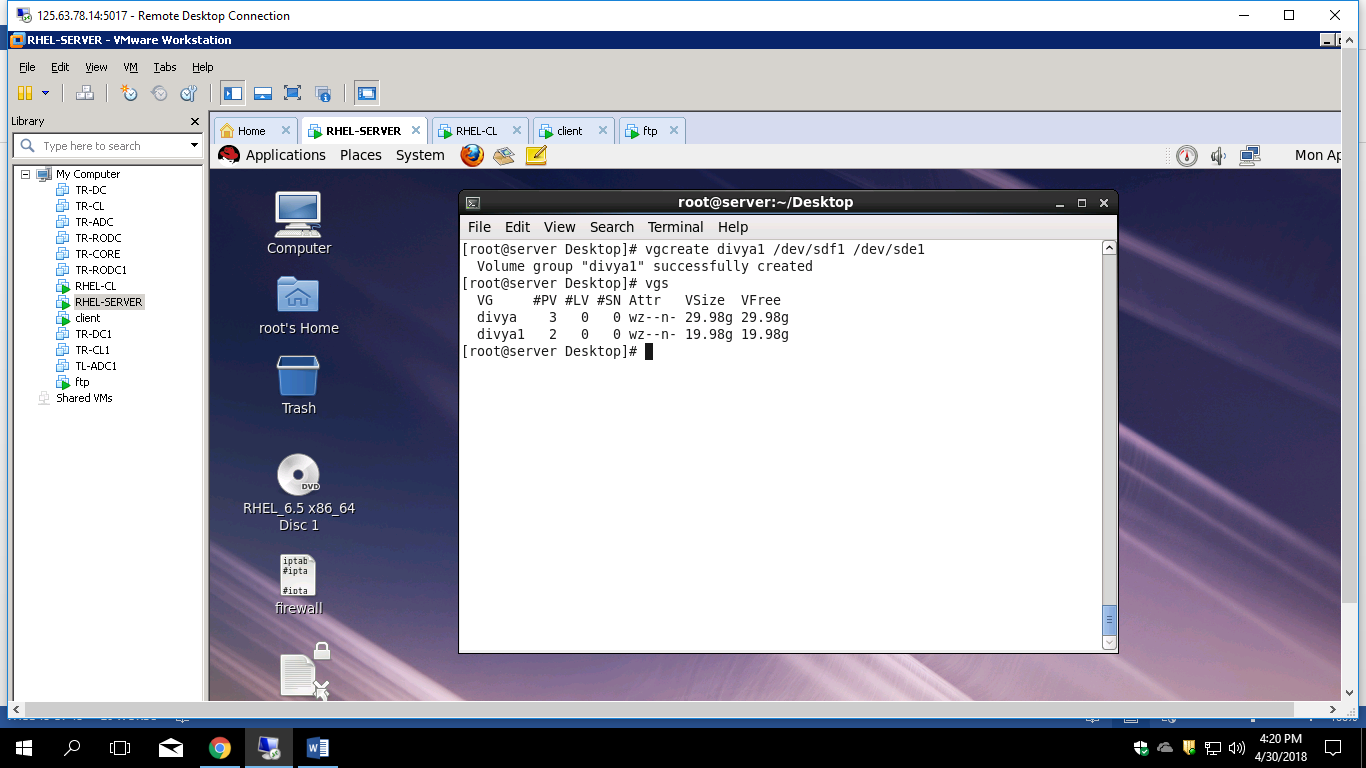 125.63.78.14:5017 - Remote Desktop Connection
RHEL-SERVER - VMware Workstation
File Edit View VM Tabs Help
Library
Type here to search
My Computer
TR-DC
TR-CL
TR-ADC
TR-RODC
TR-CORE
TR-RODC1
RHEL-CL
RHEL-SERVER
client
TR-DC1
TR-CL1
TL-ADC1
ftp
Shared VMs
Home RHEL-SERVER RHEL-CL client ftp
Applications Places System Mon Ap
Computer
root's Home
Trash
DVD
RHEL_6.5 x86_64
Disc 1
iptab
#ipta
#ipta
firewall
root@server:~/Desktop
File Edit View Search Terminal Help
[root@server Desktop]# vgcreate divya1 /dev/sdf1 /dev/sde1
  Volume group "divya1" successfully created
[root@server Desktop]# vgs
  VG     #PV #LV #SN Attr   VSize  VFree
  divya    3   0   0 wz--n- 29.98g 29.98g
  divya1   2   0   0 wz--n- 19.98g 19.98g
[root@server Desktop]#
4:20 PM
4/30/2018